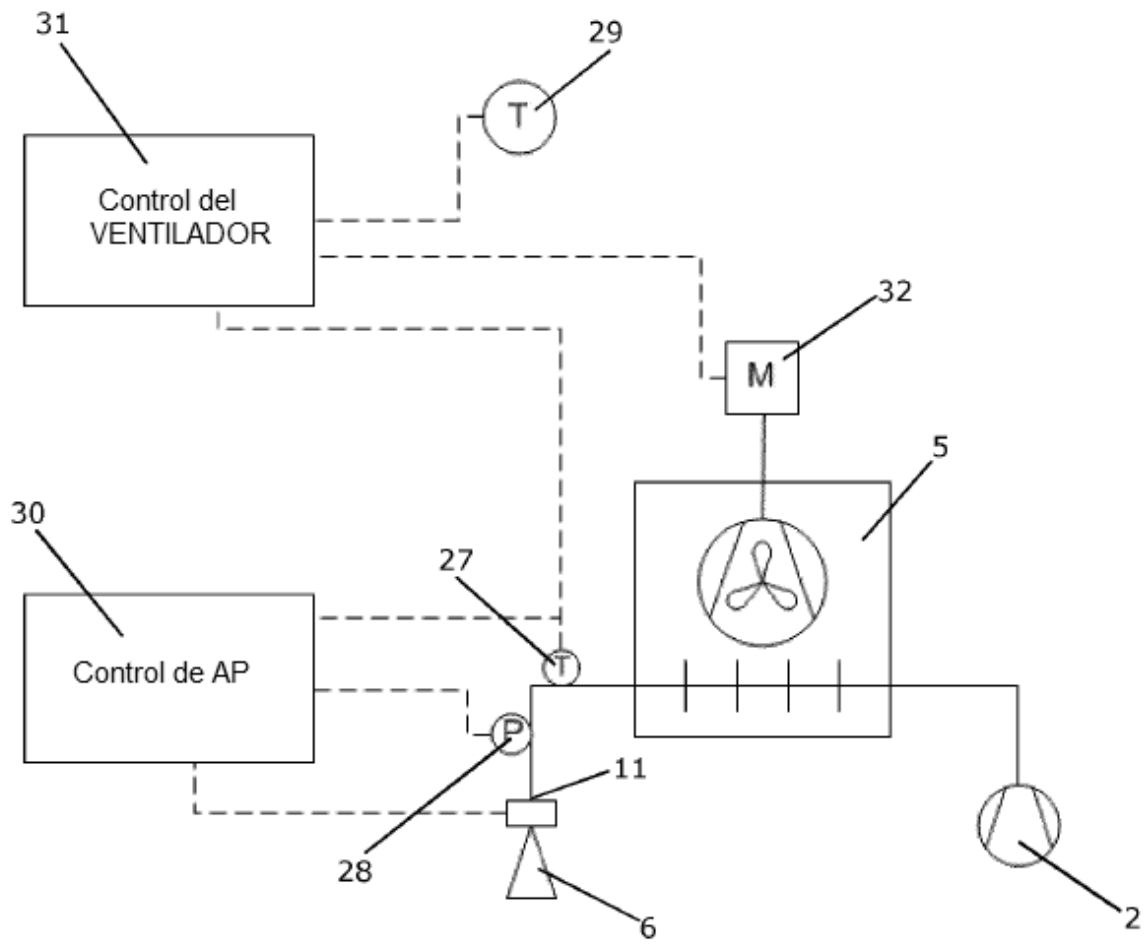 31
29
T
Control del
VENTILADOR
32
M
5
30
27
T
Control de AP
P
11
28
6
2